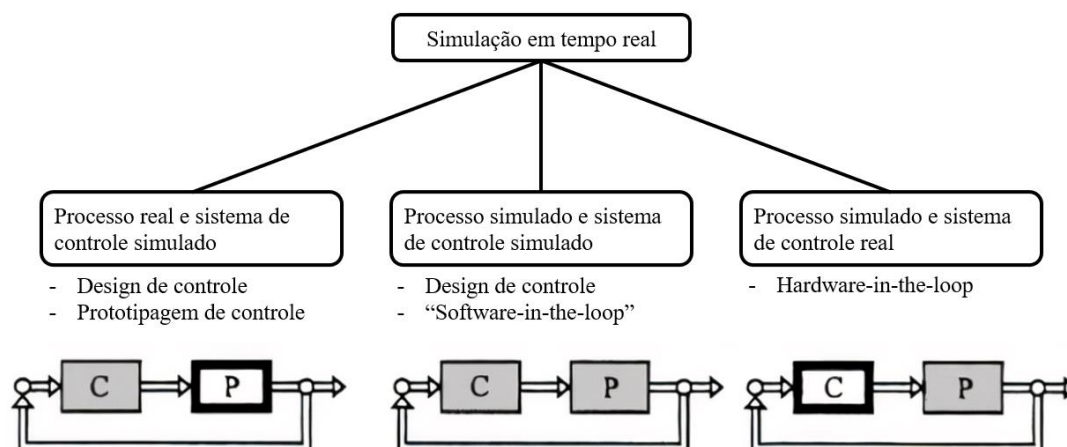 Simulação em tempo real
Processo real e sistema de
controle simulado
- Design de controle
- Prototipagem de controle
Processo simulado e sistema
de controle simulado
- Design de controle
- “Software-in-the-loop”
Processo simulado e sistema
de controle real
- Hardware-in-the-loop
C
P
C
P
C
P